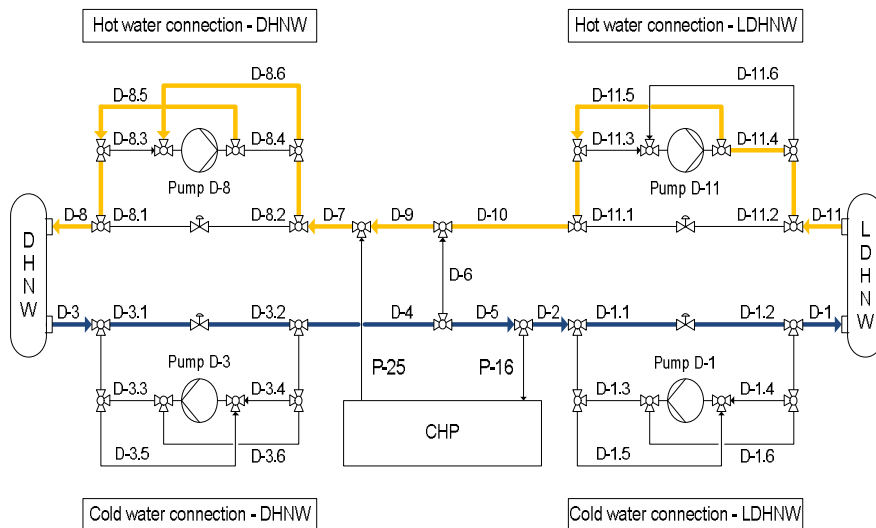 Hot water connection - DHNW
Hot water connection - LDHNW
D-8.6
D-11.6
D-8.5
D-11.5
D-8.3
D-8.4
D-11.3
D-11.4
Pump D-8
Pump D-11
D-8
D-8.1
D-8.2
D-7
D-9
D-10
D-11.1
D-11.2
D-11
DHNW
LDHNW
D-6
D-3
D-3.1
D-3.2
D-4
D-5
D-2
D-1.1
D-1.2
D-1
Pump D-3
P-25
P-16
Pump D-1
D-3.3
D-3.4
D-1.3
D-1.4
CHP
D-3.5
D-3.6
D-1.5
D-1.6
Cold water connection - DHNW
Cold water connection - LDHNW